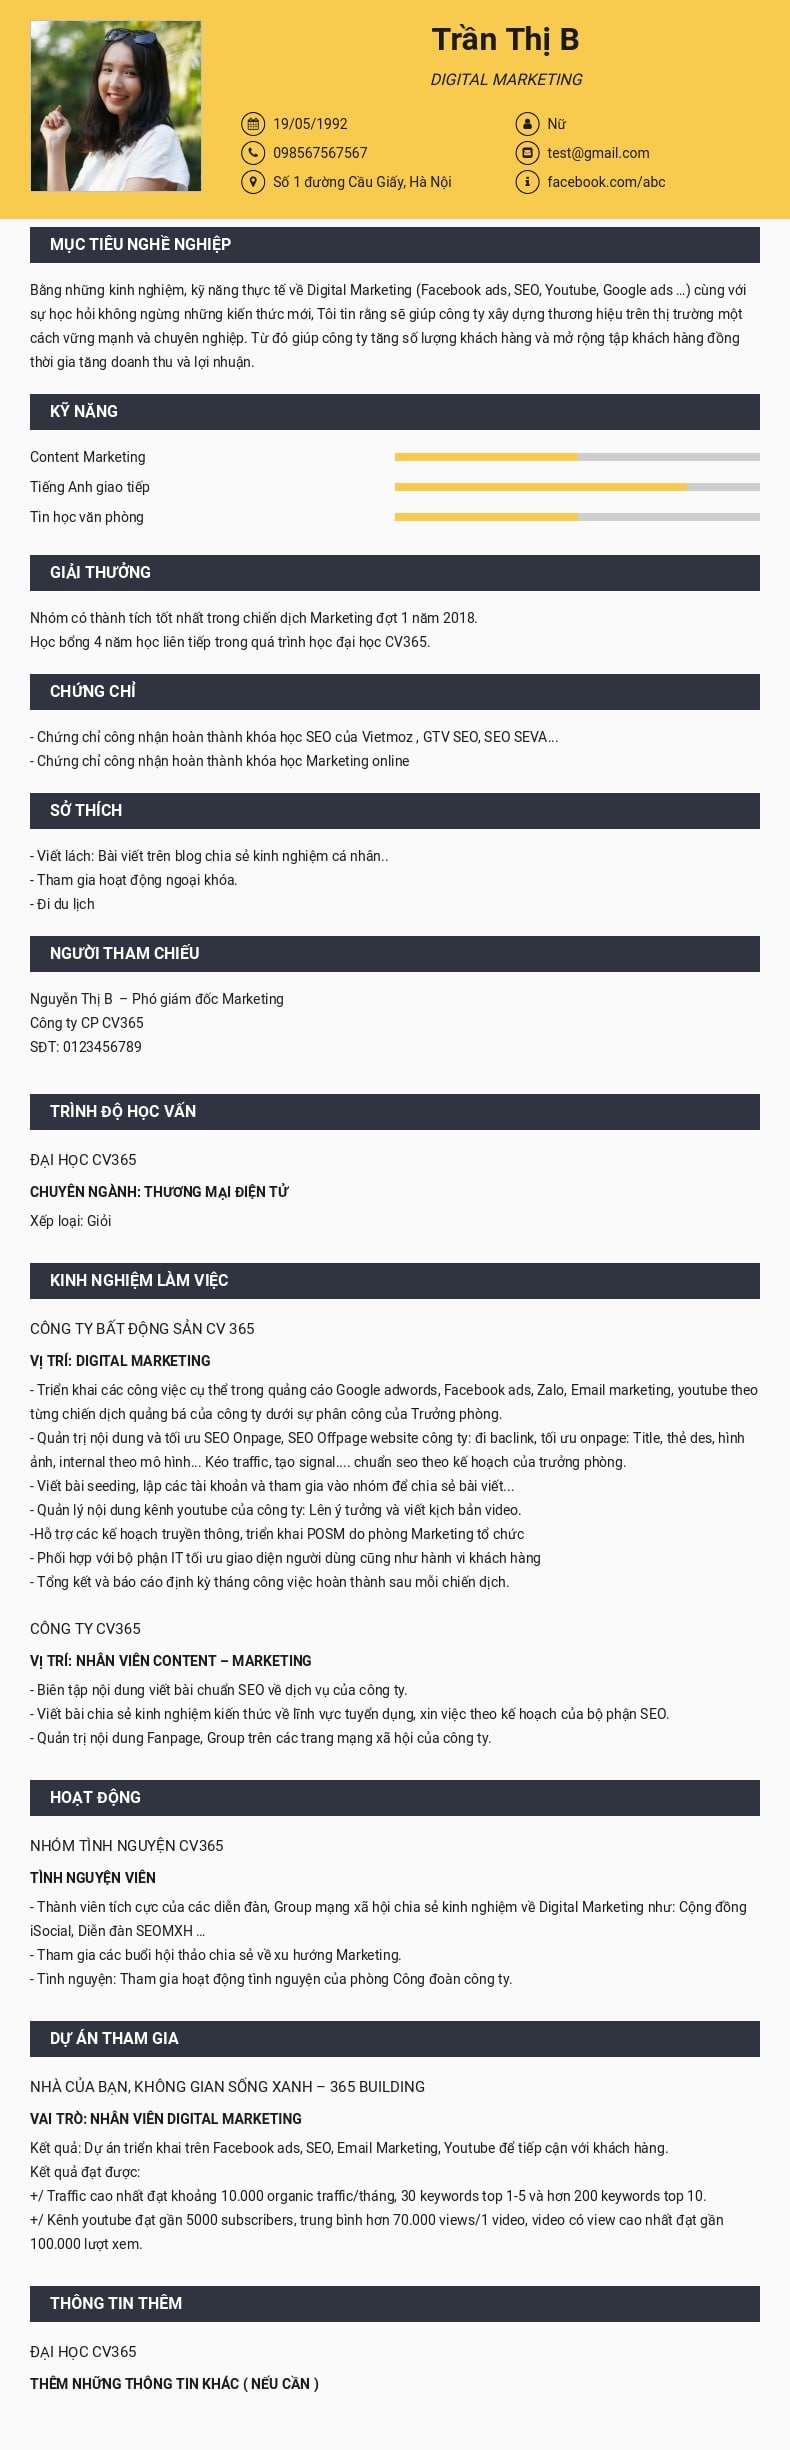 Trần Thị B
DIGITAL MARKETING
19/05/1992
Nữ
098567567567
test@gmail.com
Số 1 đường Cầu Giấy, Hà Nội
facebook.com/abc
MỤC TIÊU NGHỀ NGHIỆP
Bằng những kinh nghiệm, kỹ năng thực tế về Digital Marketing (Facebook ads, SEO, Youtube, Google ads ...) cùng với
sự học hỏi không ngừng những kiến thức mới, Tôi tin rằng sẽ giúp công ty xây dựng thương hiệu trên thị trường một
cách vững mạnh và chuyên nghiệp. Từ đó giúp công ty tăng số lượng khách hàng và mở rộng tập khách hàng đồng
thời gia tăng doanh thu và lợi nhuận.
KỸ NĂNG
Content Marketing
Tiếng Anh giao tiếp
Tin học văn phòng
GIẢI THƯỞNG
Nhóm có thành tích tốt nhất trong chiến dịch Marketing đợt 1 năm 2018.
Học bổng 4 năm học liên tiếp trong quá trình học đại học CV365.
CHỨNG CHỈ
- Chứng chỉ công nhận hoàn thành khóa học SEO của Vietmoz , GTV SEO, SEO SEVA...
- Chứng chỉ công nhận hoàn thành khóa học Marketing online
SỞ THÍCH
- Viết lách: Bài viết trên blog chia sẻ kinh nghiệm cá nhân..
- Tham gia hoạt động ngoại khóa.
- Đi du lịch
NGƯỜI THAM CHIẾU
Nguyễn Thị B – Phó giám đốc Marketing
Công ty CP CV365
SĐT: 0123456789
TRÌNH ĐỘ HỌC VẤN
ĐẠI HỌC CV365
CHUYÊN NGÀNH: THƯƠNG MẠI ĐIỆN TỬ
Xếp loại: Giỏi
KINH NGHIỆM LÀM VIỆC
CÔNG TY BẤT ĐỘNG SẢN CV 365
VỊ TRÍ: DIGITAL MARKETING
- Triển khai các công việc cụ thể trong quảng cáo Google adwords, Facebook ads, Zalo, Email marketing, youtube theo
từng chiến dịch quảng bá của công ty dưới sự phân công của Trưởng phòng.
- Quản trị nội dung và tối ưu SEO Onpage, SEO Offpage website công ty: đi baclink, tối ưu onpage: Title, thẻ des, hình
ảnh, internal theo mô hình... Kéo traffic, tạo signal.... chuẩn seo theo kế hoạch của trưởng phòng.
- Viết bài seeding, lập các tài khoản và tham gia vào nhóm để chia sẻ bài viết...
- Quản lý nội dung kênh youtube của công ty: Lên ý tưởng và viết kịch bản video.
-Hỗ trợ các kế hoạch truyền thông, triển khai POSM do phòng Marketing tổ chức
- Phối hợp với bộ phận IT tối ưu giao diện người dùng cũng như hành vi khách hàng
- Tổng kết và báo cáo định kỳ tháng công việc hoàn thành sau mỗi chiến dịch.
CÔNG TY CV365
VỊ TRÍ: NHÂN VIÊN CONTENT – MARKETING
- Biên tập nội dung viết bài chuẩn SEO về dịch vụ của công ty.
- Viết bài chia sẻ kinh nghiệm kiến thức về lĩnh vực tuyển dụng, xin việc theo kế hoạch của bộ phận SEO.
- Quản trị nội dung Fanpage, Group trên các trang mạng xã hội của công ty.
HOẠT ĐỘNG
NHÓM TÌNH NGUYỆN CV365
TÌNH NGUYỆN VIÊN
- Thành viên tích cực của các diễn đàn, Group mạng xã hội chia sẻ kinh nghiệm về Digital Marketing như: Cộng đồng
iSocial, Diễn đàn SEOMXH ...
- Tham gia các buổi hội thảo chia sẻ về xu hướng Marketing.
- Tình nguyện: Tham gia hoạt động tình nguyện của phòng Công đoàn công ty.
DỰ ÁN THAM GIA
NHÀ CỦA BẠN, KHÔNG GIAN SỐNG XANH – 365 BUILDING
VAI TRÒ: NHÂN VIÊN DIGITAL MARKETING
Kết quả: Dự án triển khai trên Facebook ads, SEO, Email Marketing, Youtube để tiếp cận với khách hàng.
Kết quả đạt được:
+/ Traffic cao nhất đạt khoảng 10.000 organic traffic/tháng, 30 keywords top 1-5 và hơn 200 keywords top 10.
+/ Kênh youtube đạt gần 5000 subscribers, trung bình hơn 70.000 views/1 video, video có view cao nhất đạt gần
100.000 lượt xem.
THÔNG TIN THÊM
ĐẠI HỌC CV365
THÊM NHỮNG THÔNG TIN KHÁC ( NẾU CẦN )